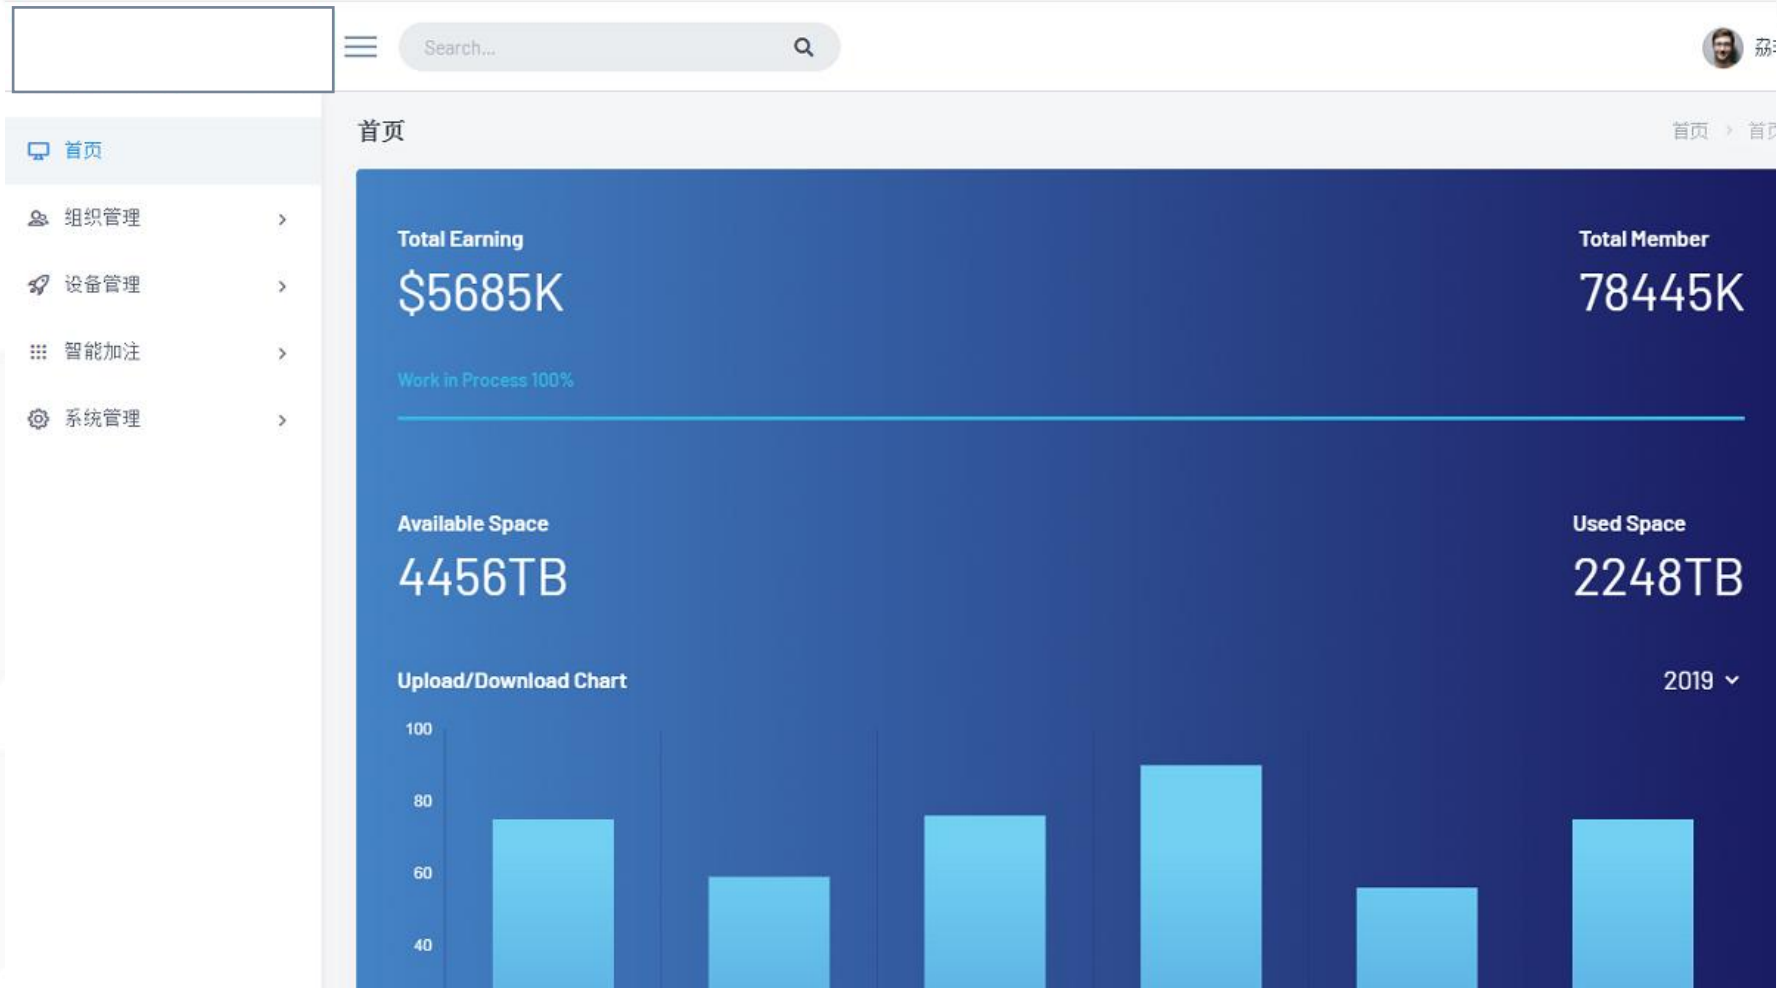 Search...
首页
首页 > 首页
首页
组织管理
设备管理
智能加注
系统管理
Total Earning
$5685K
Total Member
78445K
Work in Process 100%
Available Space
4456TB
Used Space
2248TB
Upload/Download Chart
2019
100
80
60
40